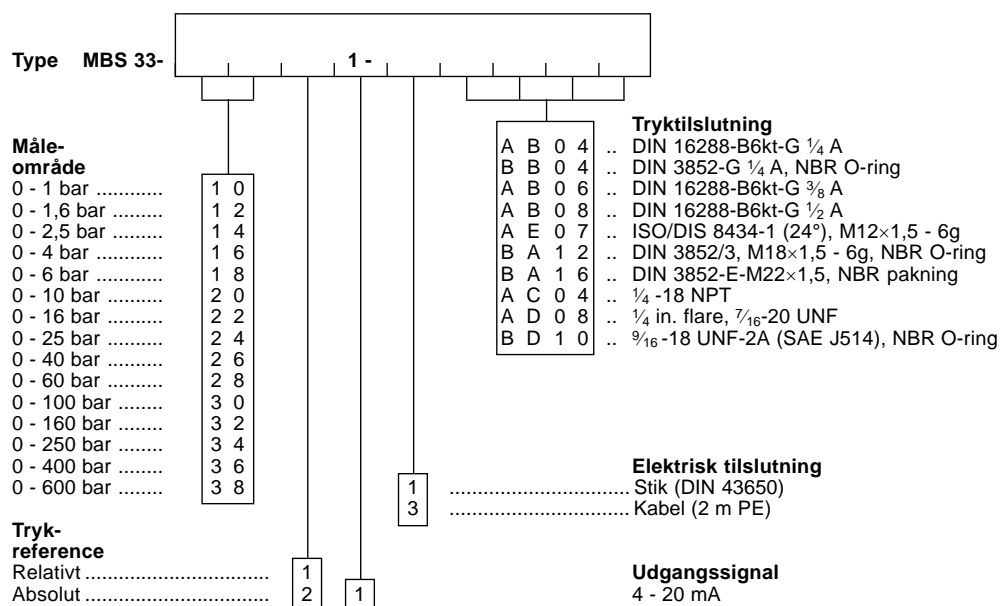 Type MBS 33- 1 -
Måle-
område
0 - 1 bar ............ 1 0
0 - 1,6 bar ......... 1 2
0 - 2,5 bar ......... 1 4
0 - 4 bar ............ 1 6
0 - 6 bar ............ 1 8
0 - 10 bar .......... 2 0
0 - 16 bar .......... 2 2
0 - 25 bar .......... 2 4
0 - 40 bar .......... 2 6
0 - 60 bar .......... 2 8
0 - 100 bar ........ 3 0
0 - 160 bar ........ 3 2
0 - 250 bar ........ 3 4
0 - 400 bar ........ 3 6
0 - 600 bar ........ 3 8
Tryk-
reference
Relativt .................................. 1
Absolut .................................. 2
Tryktilslutning
A B 0 4 .. DIN 16288-B6kt-G ¼ A
B B 0 4 .. DIN 3852-G ¼ A, NBR O-ring
A B 0 6 .. DIN 16288-B6kt-G ⅜ A
A B 0 8 .. DIN 16288-B6kt-G ½ A
A E 0 7 .. ISO/DIS 8434-1 (24°), M12×1,5 - 6g
B A 1 2 .. DIN 3852/3, M18×1,5 - 6g, NBR O-ring
B A 1 6 .. DIN 3852-E-M22×1,5, NBR pakning
A C 0 4 .. ¼ -18 NPT
A D 0 8 .. ¼ in. flare, 7/16-20 UNF
B D 1 0 .. 9/16 -18 UNF-2A (SAE J514), NBR O-ring
Elektrisk tilslutning
1 ................................. Stik (DIN 43650)
3 ................................. Kabel (2 m PE)
Udgangssignal
1 4 - 20 mA